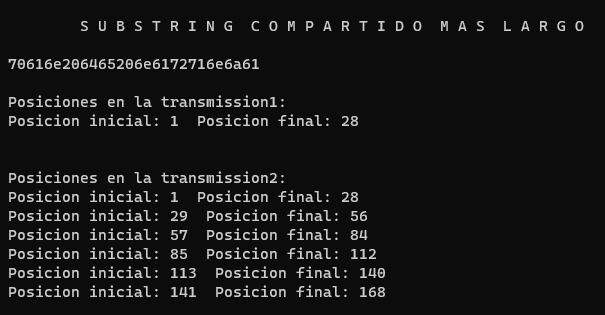 S U B S T R I N G  C O M P A R T I D O  M A S  L A R G O
70616e206465206e6172716e6a61
Posiciones en la transmission1:
Posicion inicial: 1  Posicion final: 28
Posiciones en la transmission2:
Posicion inicial: 1  Posicion final: 28
Posicion inicial: 29  Posicion final: 56
Posicion inicial: 57  Posicion final: 84
Posicion inicial: 85  Posicion final: 112
Posicion inicial: 113  Posicion final: 140
Posicion inicial: 141  Posicion final: 168